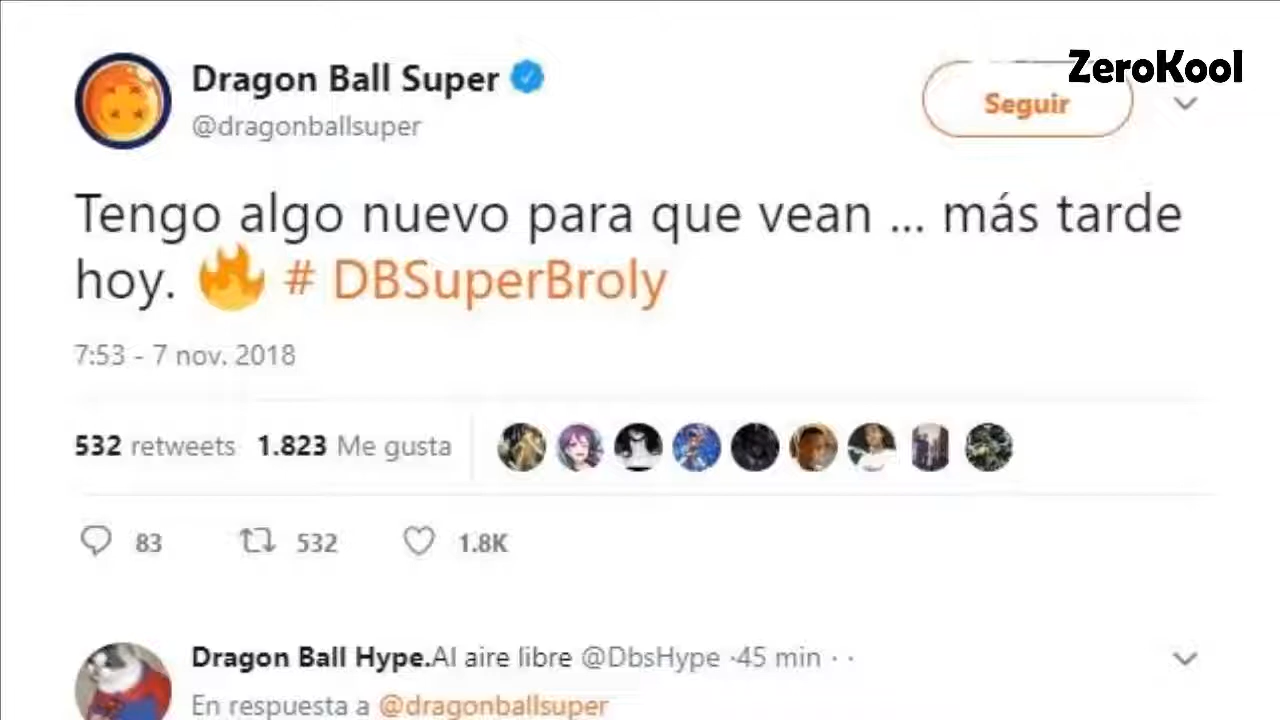 Dragon Ball Super
ZeroKool
@dragonballsuper
Seguir
Tengo algo nuevo para que vean ... más tarde
hoy. 🔥 # DBSuperBroly
7:53 - 7 nov. 2018
532 retweets 1.823 Me gusta
83 532 1.8K
Dragon Ball Hype.Al aire libre @DbsHype ·45 min · ·
En respuesta a @dragonballsuper